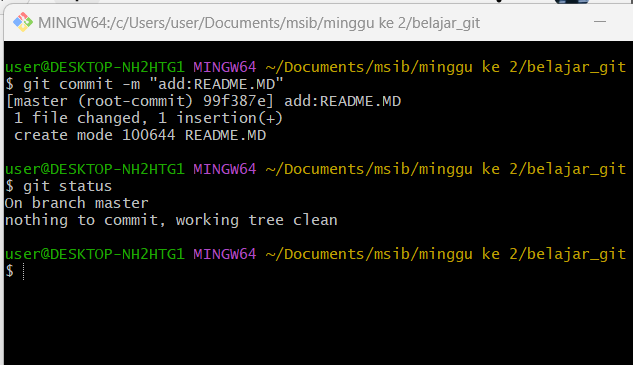 MINGW64:/c/Users/user/Documents/msib/minggu ke 2/belajar_git
user@DESKTOP-NH2HTG1 MINGW64 ~/Documents/msib/minggu ke 2/belajar_git
$ git commit -m "add:README.MD"
[master (root-commit) 99f387e] add:README.MD
 1 file changed, 1 insertion(+)
 create mode 100644 README.MD
user@DESKTOP-NH2HTG1 MINGW64 ~/Documents/msib/minggu ke 2/belajar_git
$ git status
On branch master
nothing to commit, working tree clean
user@DESKTOP-NH2HTG1 MINGW64 ~/Documents/msib/minggu ke 2/belajar_git
$